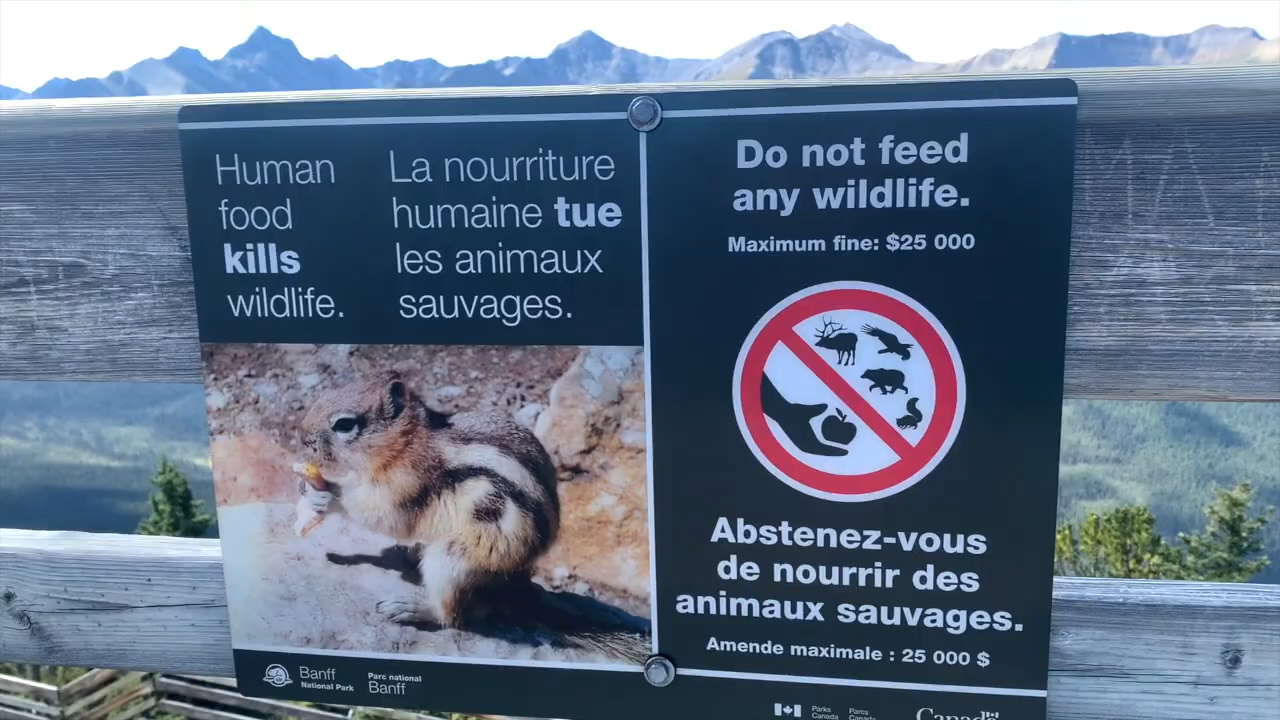 Human
food
kills
wildlife.
La nourriture
humaine tue
les animaux
sauvages.
Do not feed
any wildlife.
Maximum fine: $25 000
Abstenez-vous
de nourrir des
animaux sauvages.
Amende maximale : 25 000 $
Banff
National Park
Parc national
Banff
Parks
Canada
Parcs
Canada
Canada